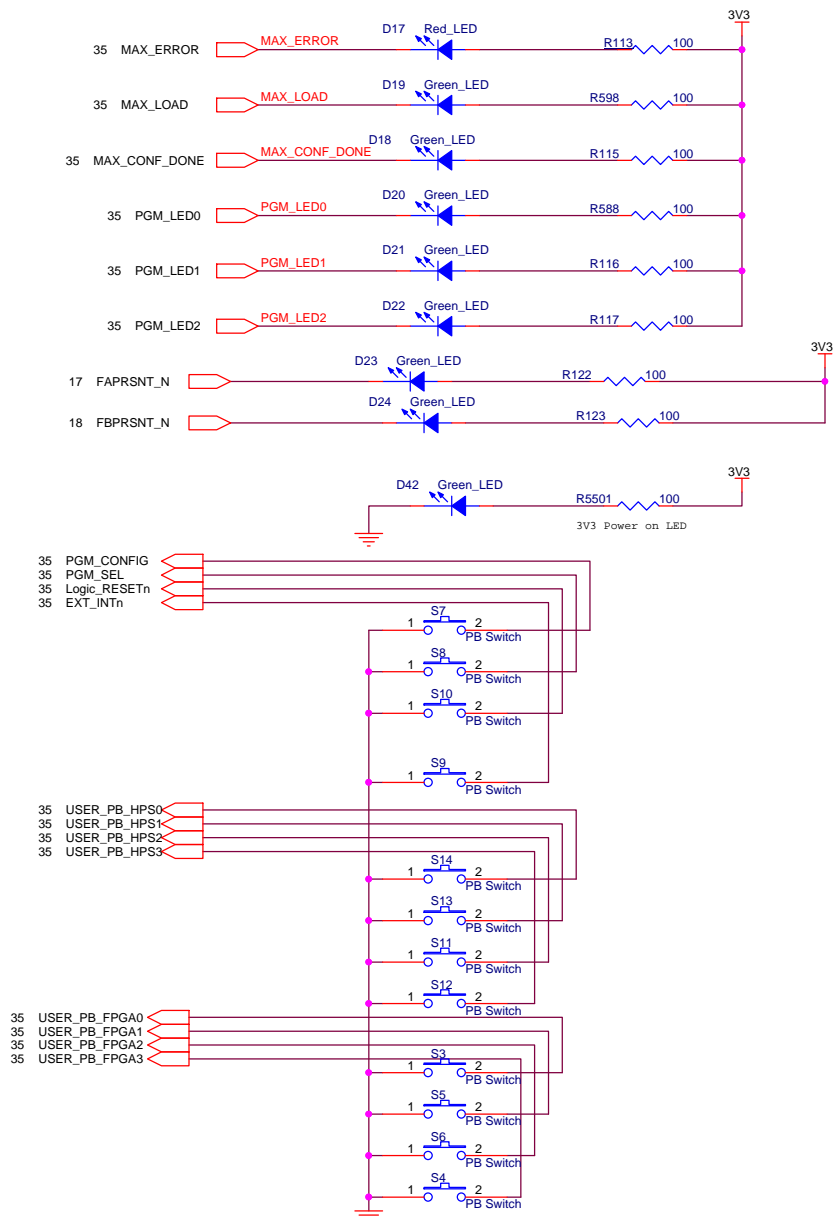 3V3
D17 Red_LED
35 MAX_ERROR MAX_ERROR R113 100
D19 Green_LED
35 MAX_LOAD MAX_LOAD R598 100
D18 Green_LED
35 MAX_CONF_DONE MAX_CONF_DONE R115 100
D20 Green_LED
35 PGM_LED0 PGM_LED0 R588 100
D21 Green_LED
35 PGM_LED1 PGM_LED1 R116 100
D22 Green_LED
35 PGM_LED2 PGM_LED2 R117 100
3V3
D23 Green_LED
17 FAPRSNT_N R122 100
D24 Green_LED
18 FBPRSNT_N R123 100
3V3
D42 Green_LED
R5501 100
3V3 Power on LED
35 PGM_CONFIG
35 PGM_SEL
35 Logic_RESETn
35 EXT_INTn
S7
1 2
PB Switch
S8
1 2
PB Switch
S10
1 2
PB Switch
S9
1 2
PB Switch
35 USER_PB_HPS0
35 USER_PB_HPS1
35 USER_PB_HPS2
35 USER_PB_HPS3
S14
1 2
PB Switch
S13
1 2
PB Switch
S11
1 2
PB Switch
S12
1 2
PB Switch
35 USER_PB_FPGA0
35 USER_PB_FPGA1
35 USER_PB_FPGA2
35 USER_PB_FPGA3
S3
1 2
PB Switch
S5
1 2
PB Switch
S6
1 2
PB Switch
S4
1 2
PB Switch